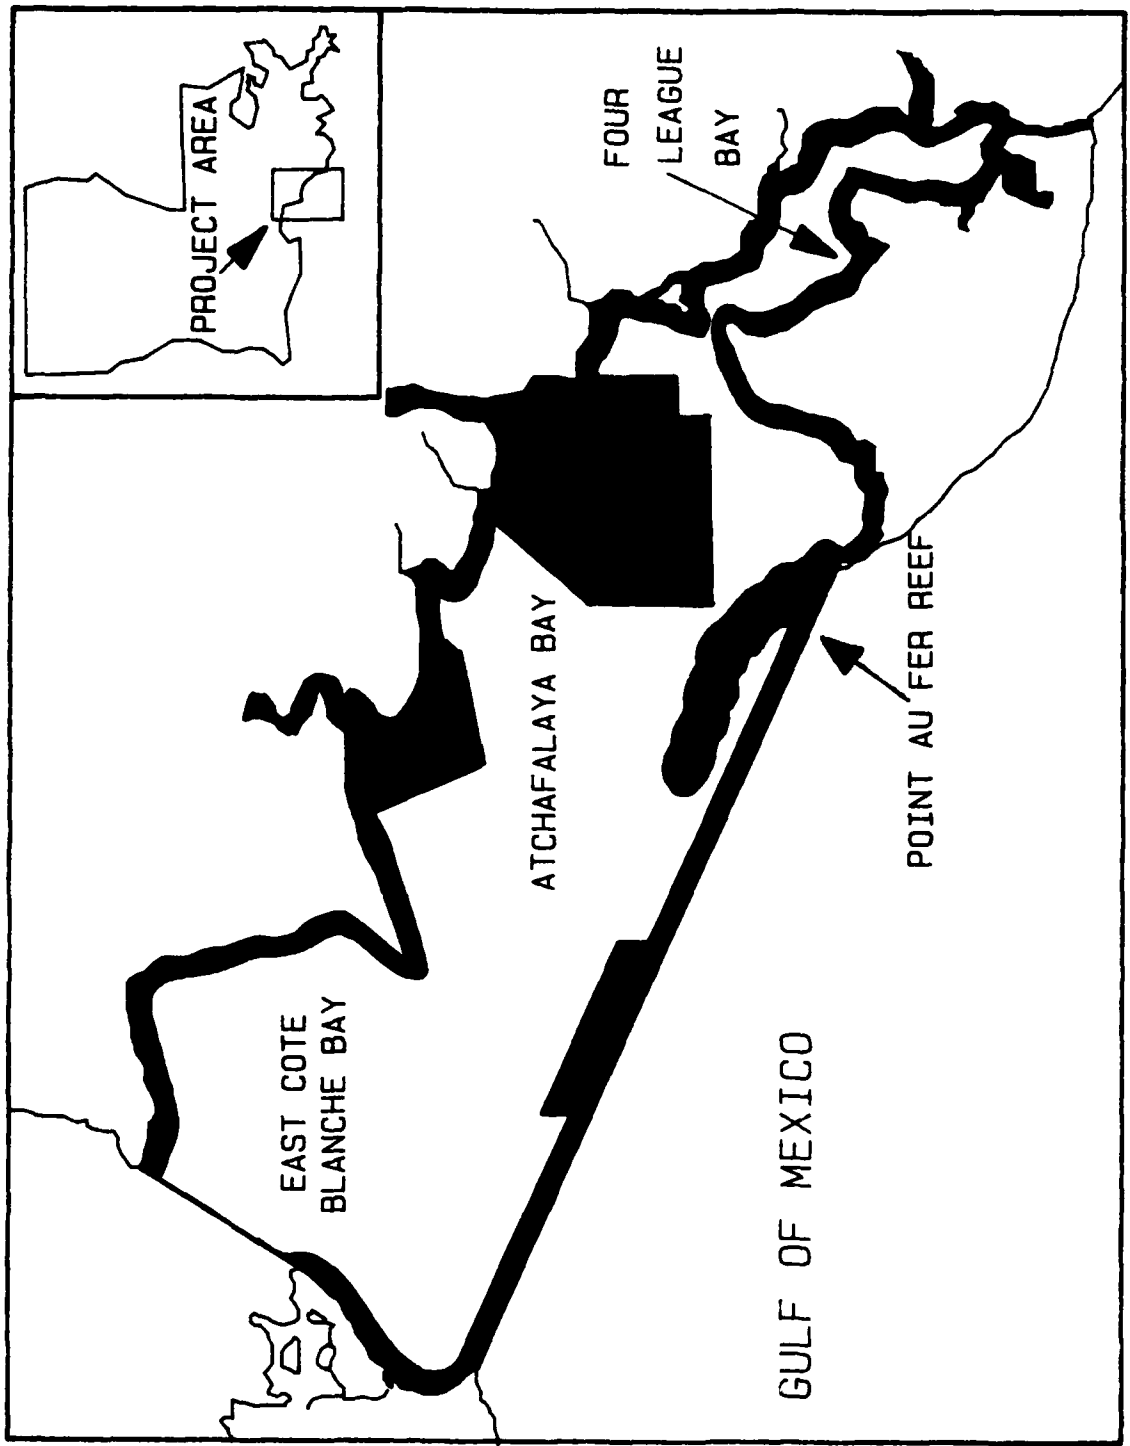 PROJECT AREA
FOUR
LEAGUE
BAY
ATCHAFALAYA BAY
EAST COTE
BLANCHE BAY
POINT AU FER REEF
GULF OF MEXICO